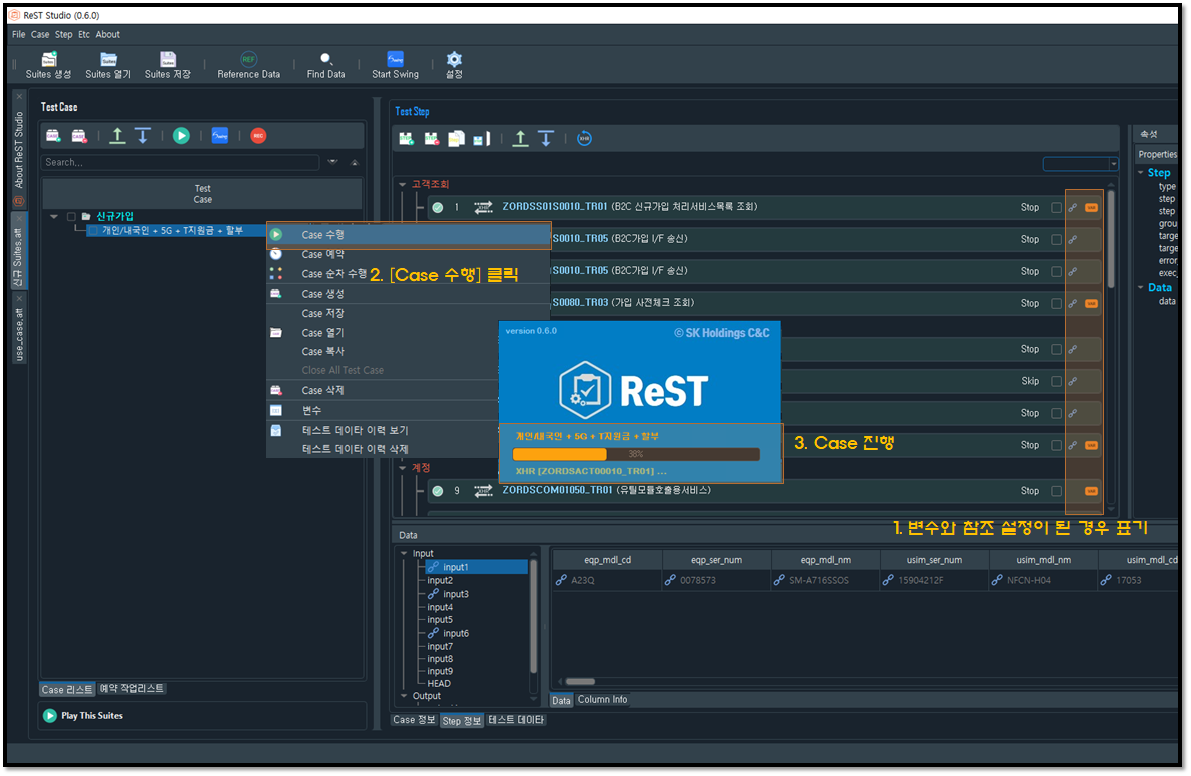 ReST Studio (0.6.0)
File Case Step Etc About
Suites 생성 Suites 열기 Suites 저장 Reference Data Find Data Start Swing 설정
REF
About ReST Studio
신규 Suites.att
use_case.att
Test Case
REC
Search...
Test
Case
신규가입
개인/내국인 + 5G + T지원금 + 할부
Case 수행
Case 예약
Case 순차 수행
2. [Case 수행] 클릭
Case 생성
Case 저장
Case 열기
Case 복사
Close All Test Case
Case 삭제
변수
테스트 데이타 이력 보기
테스트 데이타 이력 삭제
Case 리스트 예약 작업리스트
Play This Suites
Test Step
XHR
고객조회
1 XHR ZORDSS01S0010_TR01 (B2C 신규가입 처리서비스목록 조회) Stop
S0010_TR05 (B2C가입 I/F 송신) Stop
S0010_TR05 (B2C가입 I/F 송신) Stop
S0080_TR03 (가입 사전체크 조회) Stop
Stop
Skip
Stop
Stop
계정
9 XHR ZORDSCOM01050_TR01 (유틸모듈호출용서비스) Stop
version 0.6.0 © SK Holdings C&C
ReST
개인/내국인 + 5G + T지원금 + 할부
38%
XHR [ZORDSACT00010_TR01] ...
3. Case 진행
1. 변수와 참조 설정이 된 경우 표기
속성
Properties
Step
type
step
step
grou
targe
targe
error
exec_
Data
data
Data
Input
input1
input2
input3
input4
input5
input6
input7
input8
input9
HEAD
Output
eqp_mdl_cd eqp_ser_num eqp_mdl_nm usim_ser_num usim_mdl_nm usim_mdl_cd
A23Q 0078573 SM-A716SSOS 15904212F NFCN-H04 17053
Data Column Info
Case 정보 Step 정보 테스트 데이타